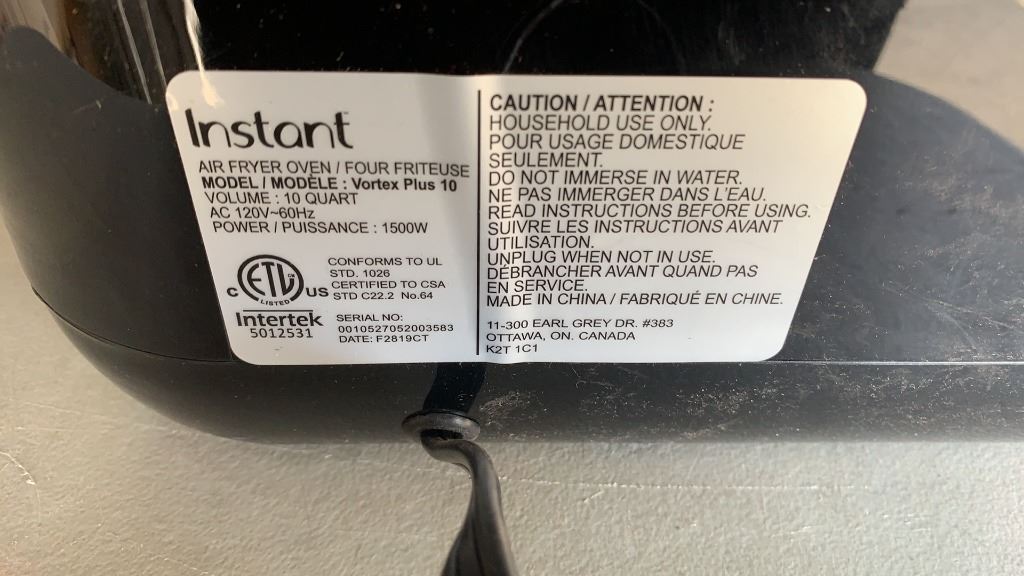 Instant
AIR FRYER OVEN / FOUR FRITEUSE
MODEL / MODÈLE : Vortex Plus 10
VOLUME : 10 QUART
AC 120V~60Hz
POWER / PUISSANCE : 1500W
C ETL US
LISTED
Intertek
5012531
CONFORMS TO UL
STD. 1026
CERTIFIED TO CSA
STD C22.2 No.64
SERIAL NO:
0010527052003583
DATE: F2819CT
CAUTION / ATTENTION :
HOUSEHOLD USE ONLY.
POUR USAGE DOMESTIQUE
SEULEMENT.
DO NOT IMMERSE IN WATER.
NE PAS IMMERGER DANS L'EAU.
READ INSTRUCTIONS BEFORE USING.
SUIVRE LES INSTRUCTIONS AVANT
UTILISATION.
UNPLUG WHEN NOT IN USE.
DÉBRANCHER AVANT QUAND PAS
EN SERVICE.
MADE IN CHINA / FABRIQUÉ EN CHINE.
11-300 EARL GREY DR. #383
OTTAWA, ON. CANADA
K2T 1C1